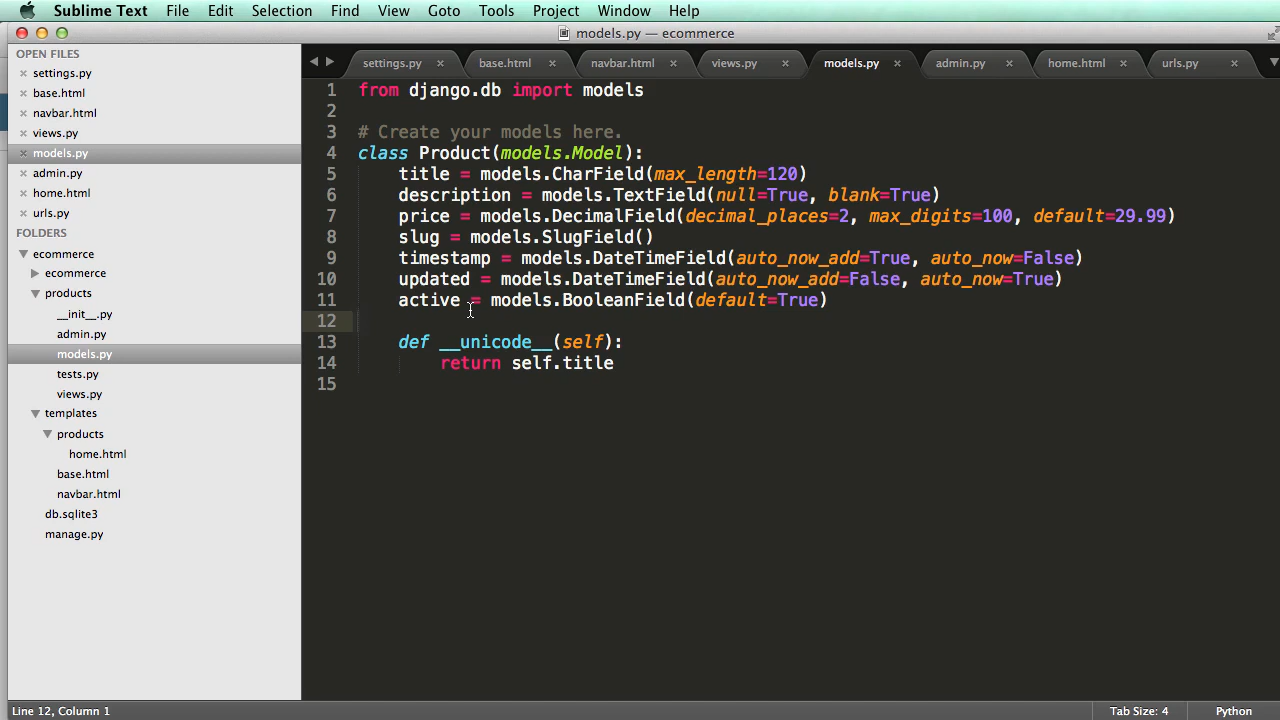 Sublime Text File Edit Selection Find View Goto Tools Project Window Help
models.py — ecommerce
OPEN FILES
settings.py
base.html
navbar.html
views.py
models.py
admin.py
home.html
urls.py
FOLDERS
ecommerce
ecommerce
products
__init__.py
admin.py
models.py
tests.py
views.py
templates
products
home.html
base.html
navbar.html
db.sqlite3
manage.py
settings.py base.html navbar.html views.py models.py admin.py home.html urls.py
1 from django.db import models
2
3 # Create your models here.
4 class Product(models.Model):
5 title = models.CharField(max_length=120)
6 description = models.TextField(null=True, blank=True)
7 price = models.DecimalField(decimal_places=2, max_digits=100, default=29.99)
8 slug = models.SlugField()
9 timestamp = models.DateTimeField(auto_now_add=True, auto_now=False)
10 updated = models.DateTimeField(auto_now_add=False, auto_now=True)
11 active = models.BooleanField(default=True)
12
13 def __unicode__(self):
14 return self.title
15
Line 12, Column 1 Tab Size: 4 Python